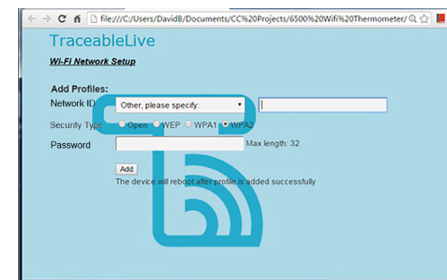 file:///C:/Users/DavidB/Documents/CC%20Projects/6500%20Wifi%20Thermometer/
TraceableLive
Wi-Fi Network Setup
Add Profiles:
Network ID Other, please specify:
Security Type: Open WEP WPA1 WPA2
Password Max length: 32
Add
The device will reboot after profile is added successfully